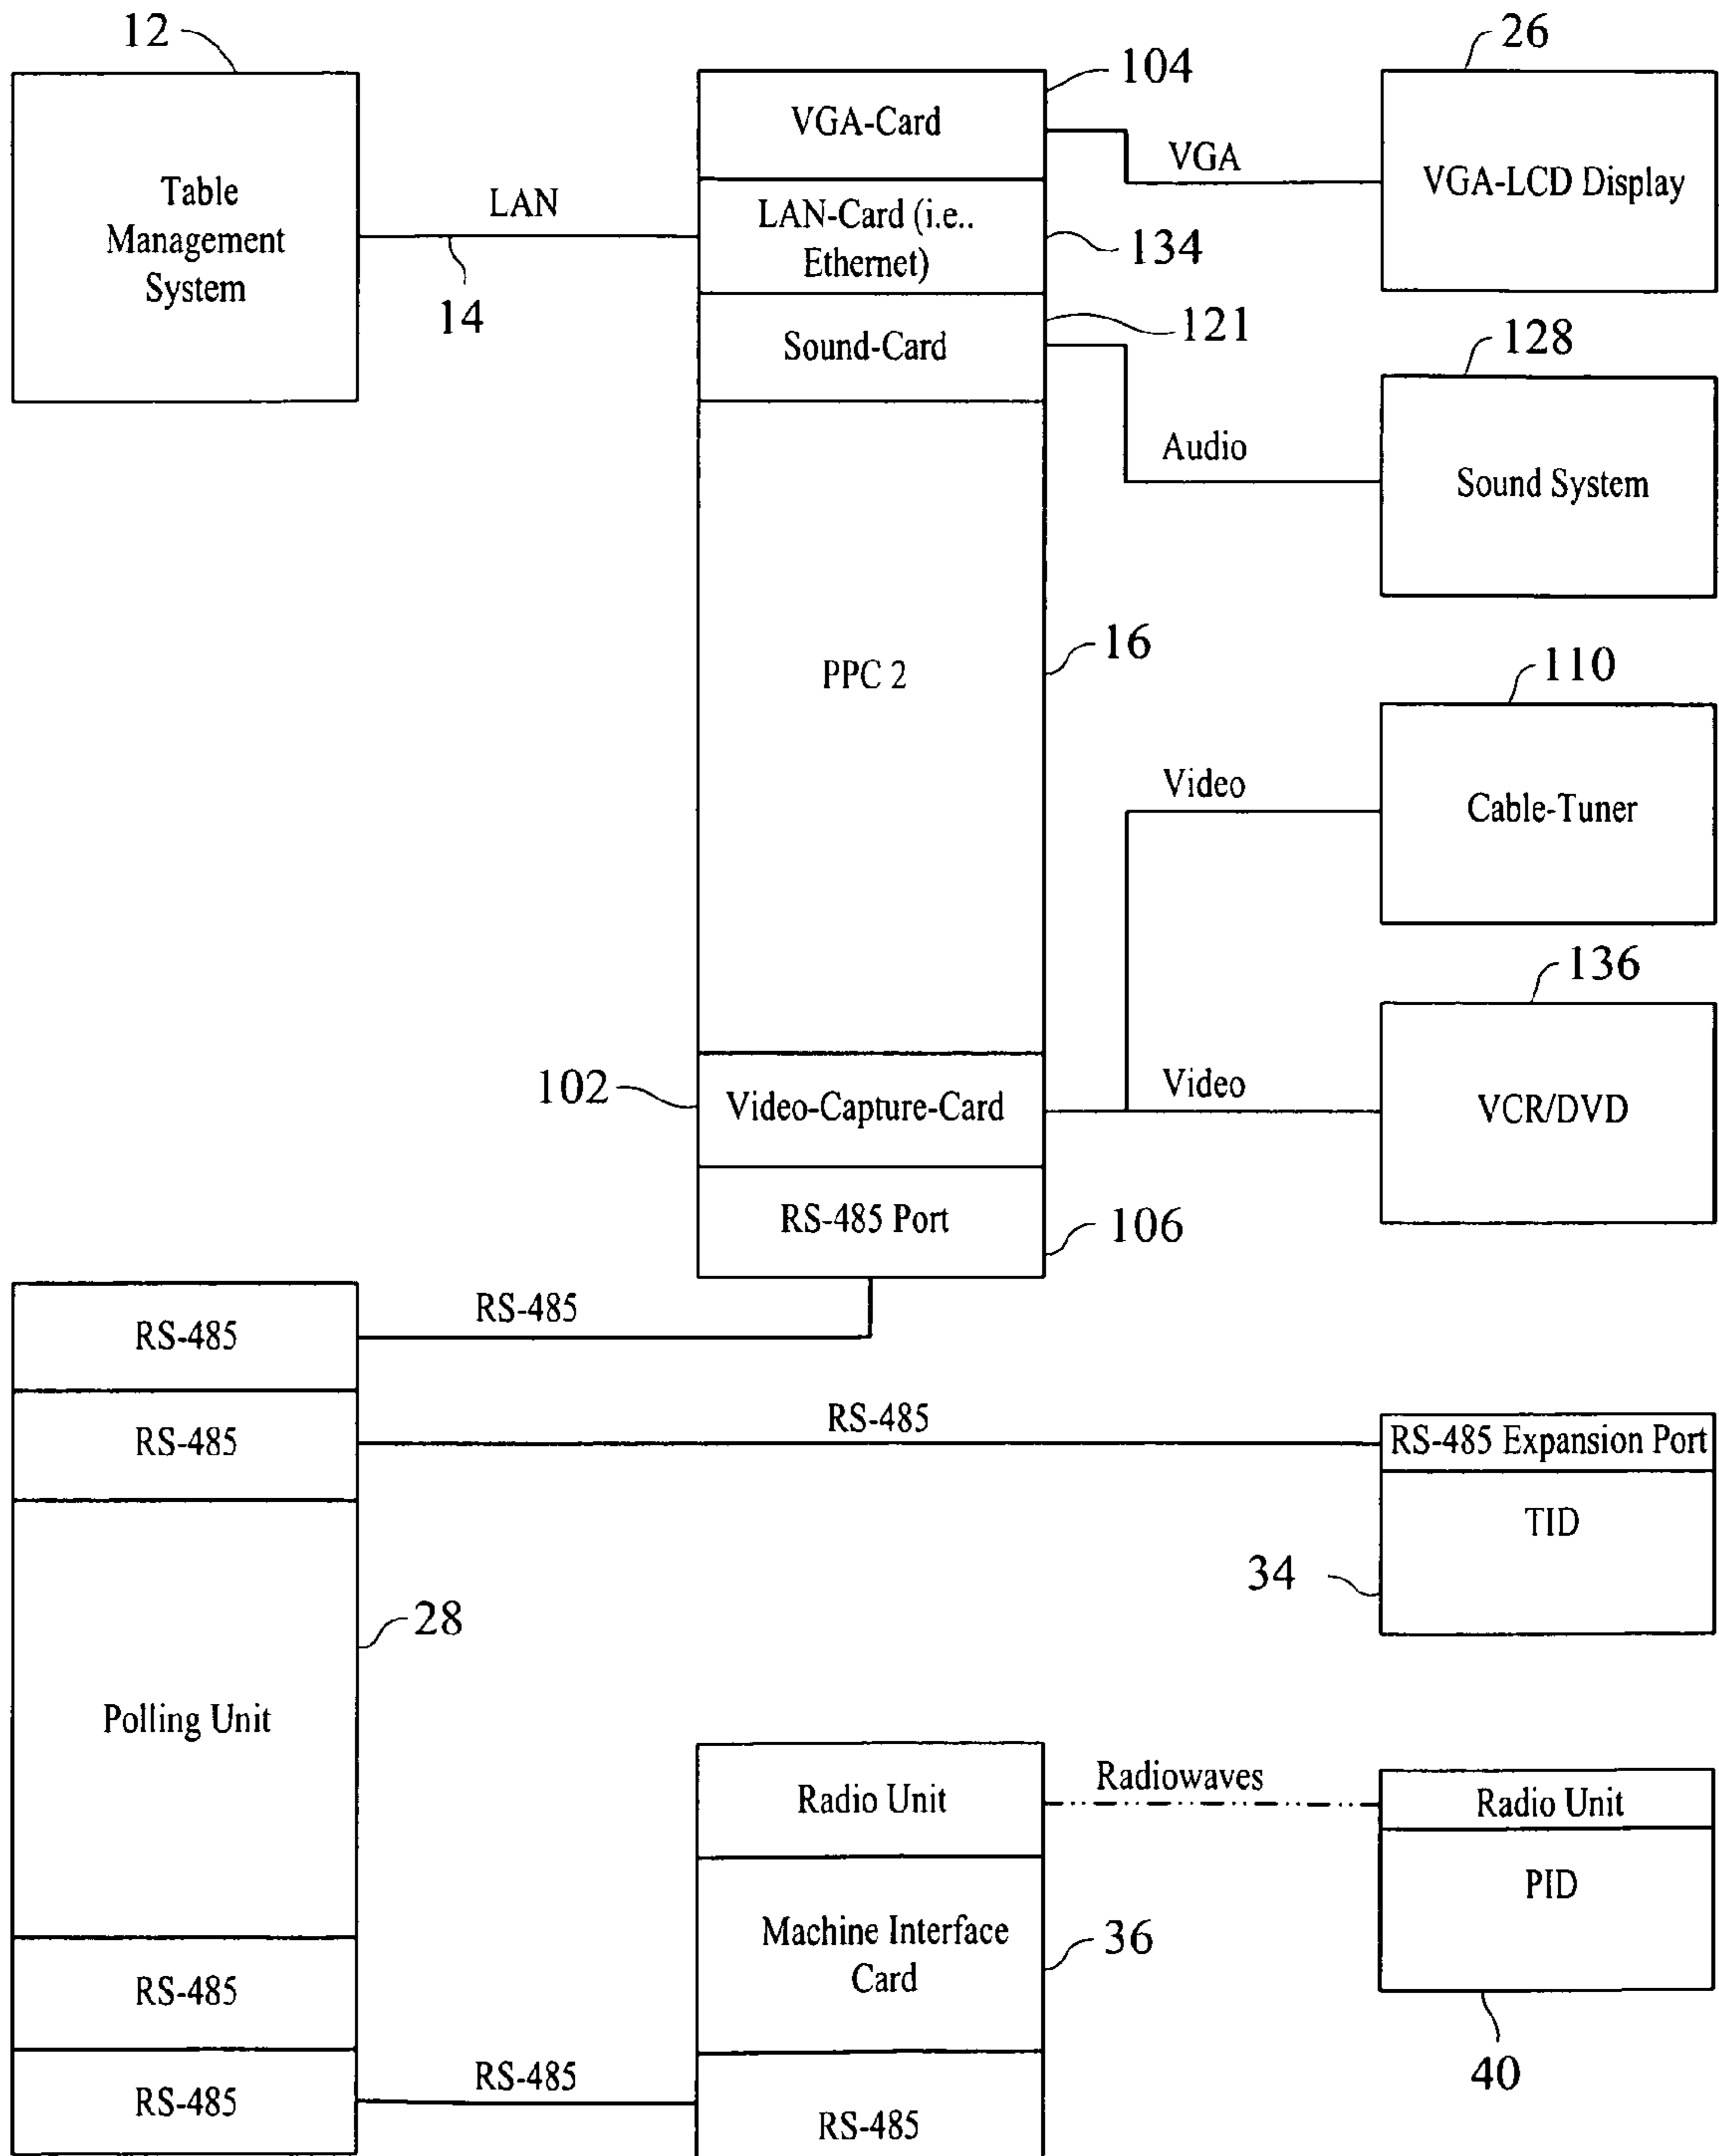 12
104
26
VGA-Card
VGA
VGA-LCD Display
Table
Management
System
LAN
14
LAN-Card (i.e..
Ethernet)
134
Sound-Card
121
128
Audio
Sound System
PPC 2
16
110
Video
Cable-Tuner
136
102
Video-Capture-Card
Video
VCR/DVD
RS-485 Port
106
RS-485
RS-485
RS-485
RS-485
RS-485 Expansion Port
TID
34
28
Polling Unit
Radio Unit
Radiowaves
Radio Unit
PID
Machine Interface
Card
36
40
RS-485
RS-485
RS-485
RS-485